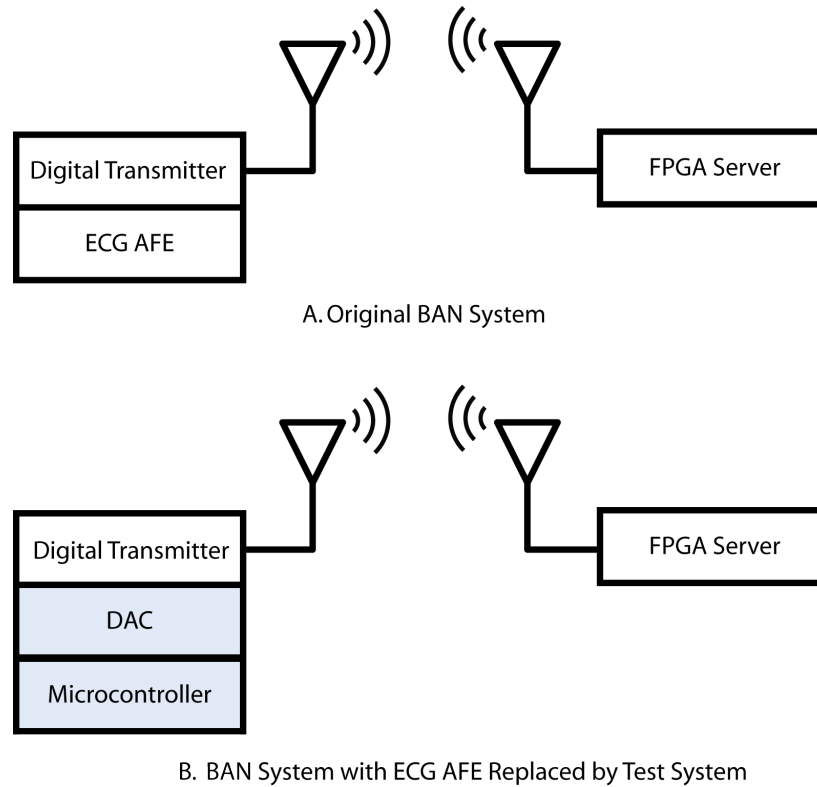 Digital Transmitter
ECG AFE
FPGA Server
A. Original BAN System
Digital Transmitter
DAC
Microcontroller
FPGA Server
B. BAN System with ECG AFE Replaced by Test System